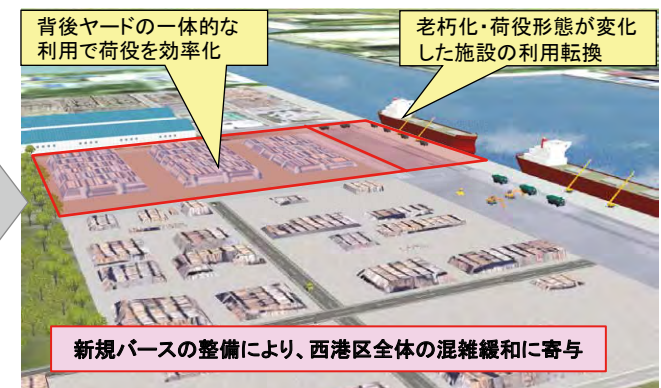 背後ヤードの一体的な
利用で荷役を効率化
老朽化・荷役形態が変化
した施設の利用転換
新規バースの整備により、西港区全体の混雑緩和に寄与